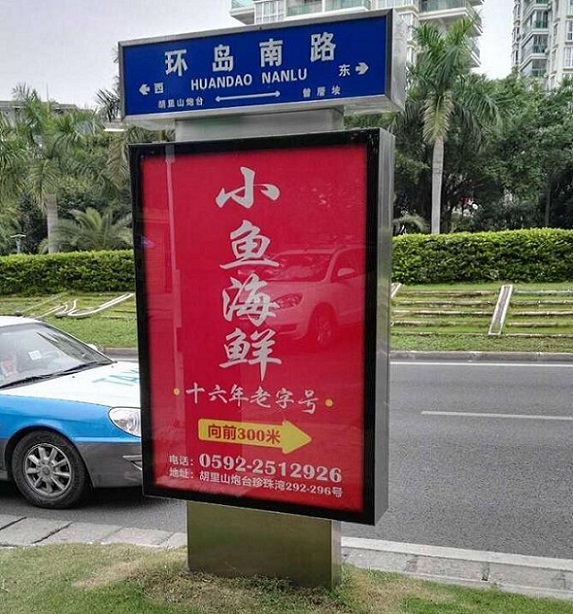 环岛南路
HUANDAO NANLU
西 东
胡里山炮台 曾厝垵
小鱼海鲜
十六年老字号
向前300米
电话：0592-2512926
地址：胡里山炮台珍珠湾292-296号